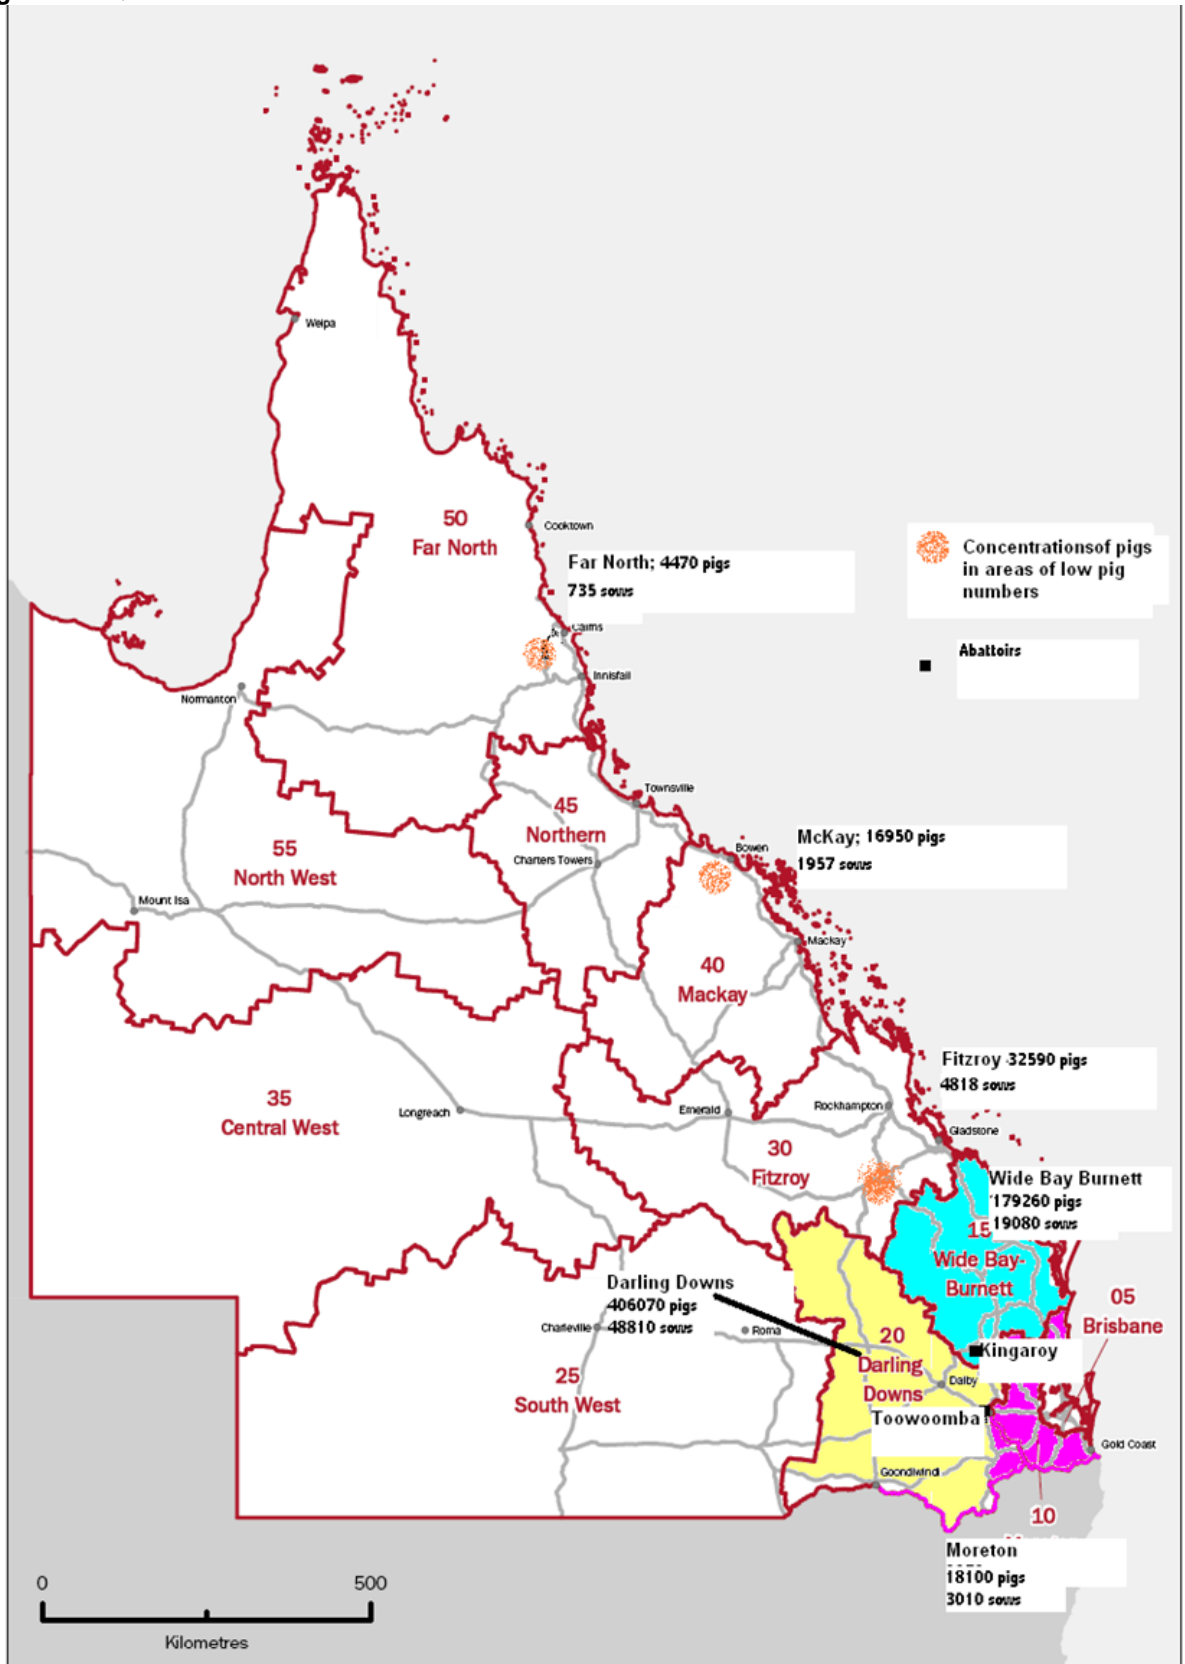 Weipa
50
Far North
Cooktown
Far North; 4470 pigs
735 sows
Concentrationsof pigs
in areas of low pig
numbers
Cairns
Abattoirs
Innisfail
Normanton
Townsville
45
Northern
McKay; 16950 pigs
1957 sows
Bowen
55
North West
Charters Towers
Mount Isa
Mackay
40
Mackay
Fitzroy 32590 pigs
4818 sows
35
Central West
Longreach
Emerald
Rockhampton
Gladstone
30
Fitzroy
Wide Bay Burnett
179260 pigs
19080 sows
15
Wide Bay-
Burnett
Darling Downs
406070 pigs
48810 sows
Charleville
Roma
05
Brisbane
20
Darling
Downs
Kingaroy
Dalby
25
South West
Toowoomba
Gold Coast
Goondiwindi
10
Moreton
18100 pigs
3010 sows
0
500
Kilometres